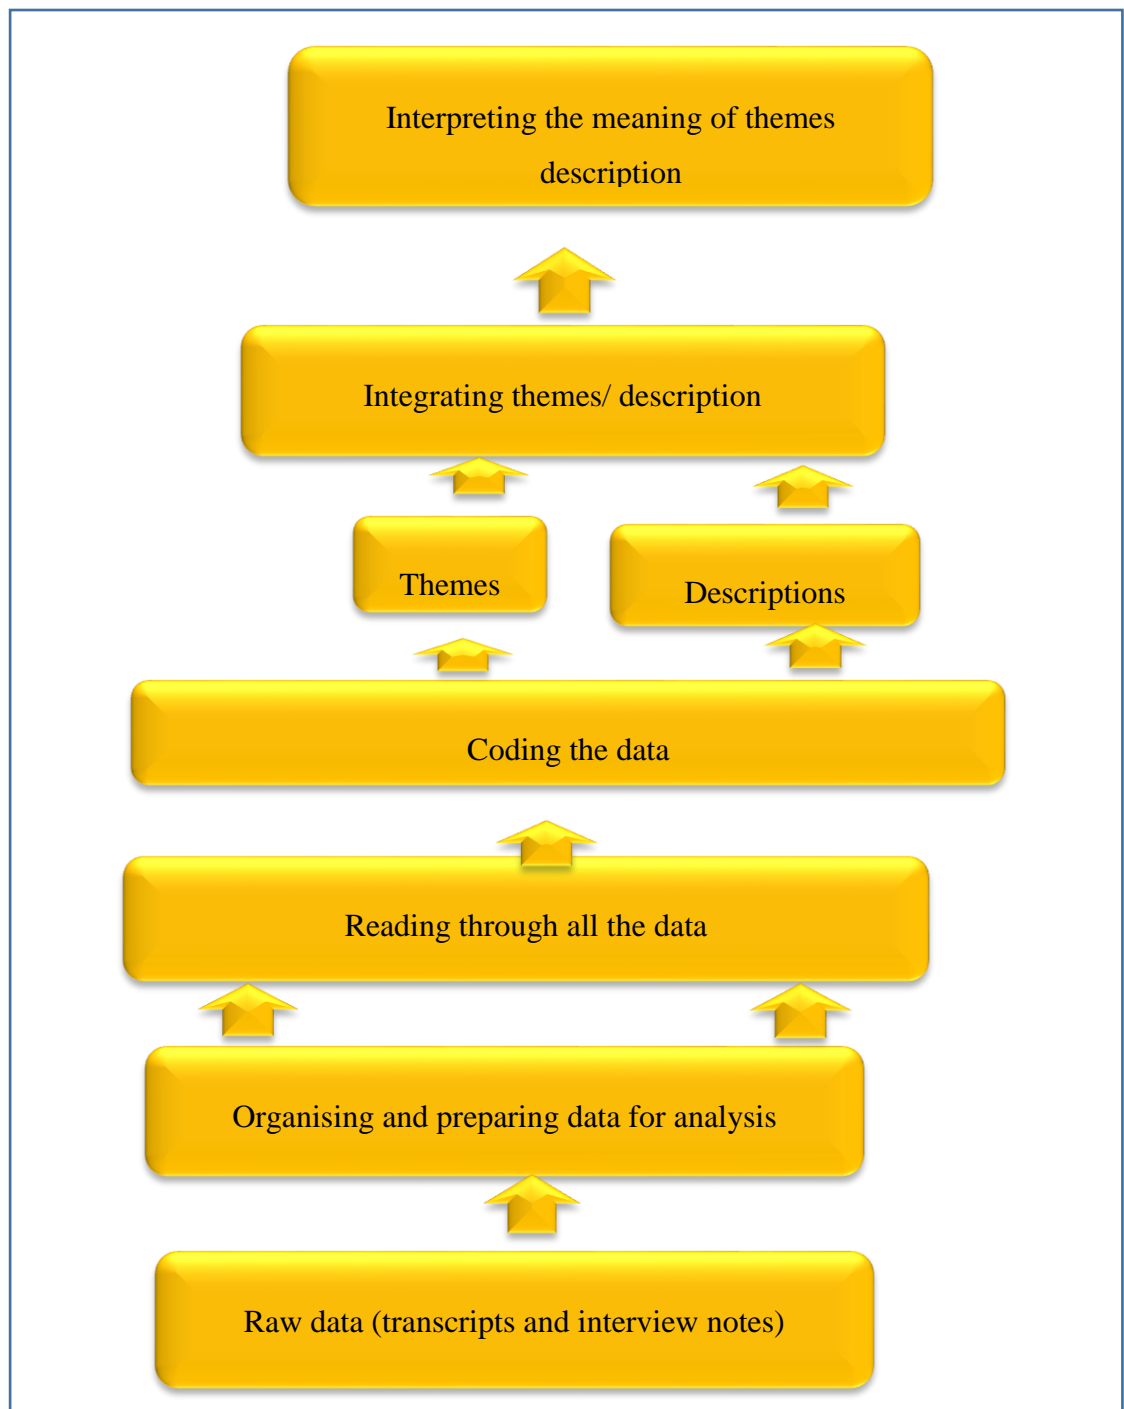 Interpreting the meaning of themes
description
Integrating themes/ description
Themes
Descriptions
Coding the data
Reading through all the data
Organising and preparing data for analysis
Raw data (transcripts and interview notes)